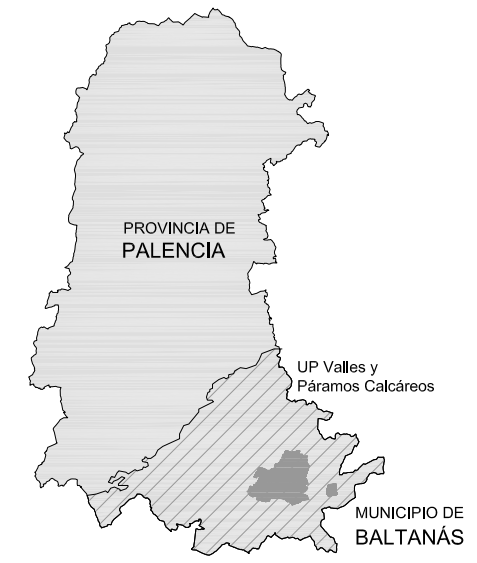 PROVINCIA DE
PALENCIA
UP Valles y
Páramos Calcáreos
MUNICIPIO DE
BALTANÁS